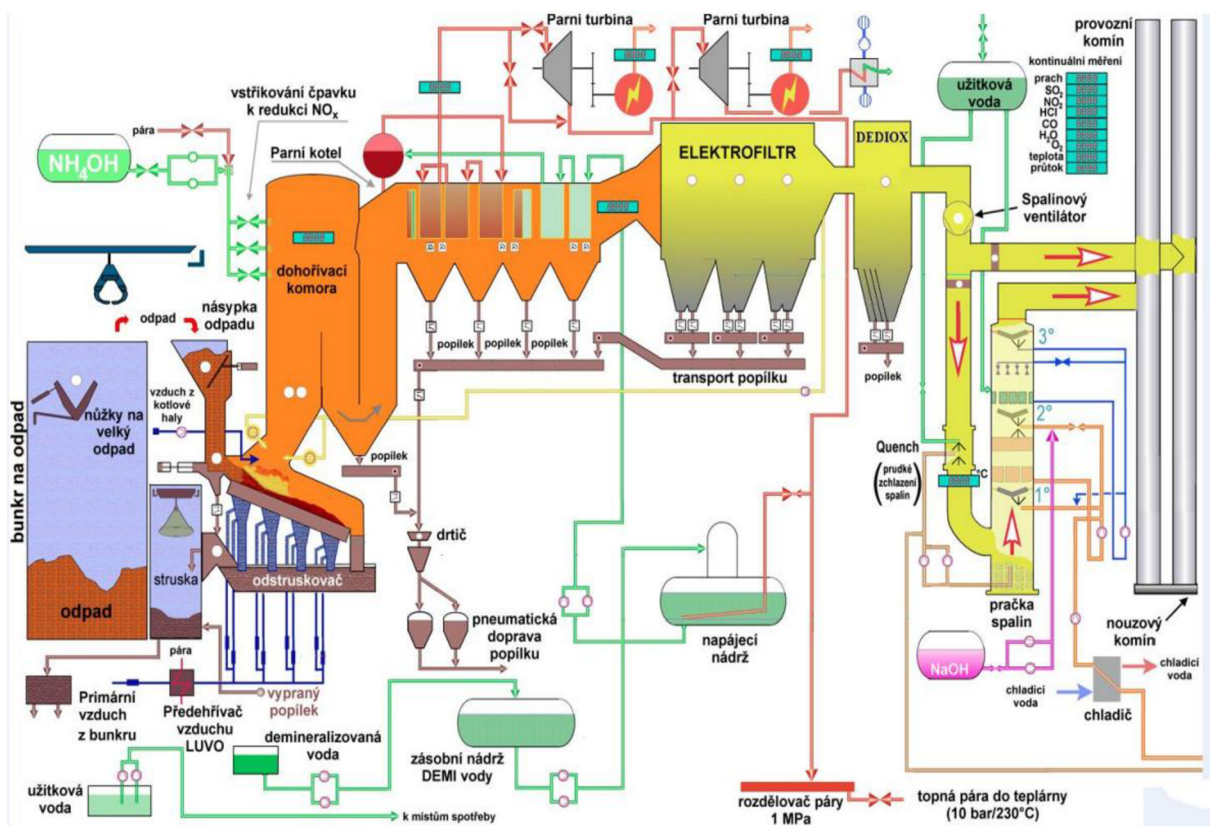 Parni turbina
Parni turbina
provozní
komín
kontinuální měření
prach
SO2
NO2
HCl
CO
H2O
O2
teplota
průtok
užitková
voda
vstřikování čpavku
k redukci NOx
pára
NH4OH
Parní kotel
ELEKTROFILTR
DEDIOX
Spalinový
ventilátor
dohořívací
komora
násypka
odpadu
odpad
popílek
popílek
popílek
popílek
transport popílku
popílek
3°
2°
1°
vzduch z
kotlové
haly
nůžky na
velký
odpad
bunkr na odpad
Quench
(prudké
zchlazení
spalin)
°C
popílek
drtič
struska
odstruskovač
odpad
pneumatická
doprava
popílku
napájecí
nádrž
pračka
spalin
nouzový
komín
NaOH
pára
vypraný
popílek
Primární
vzduch
z bunkru
Předehřívač
vzduchu
LUVO
demineralizovaná
voda
zásobní nádrž
DEMI vody
chladicí
voda
chladicí
voda
chladič
užitková
voda
k místům spotřeby
rozdělovač páry
1 MPa
topná pára do teplárny
(10 bar/230°C)